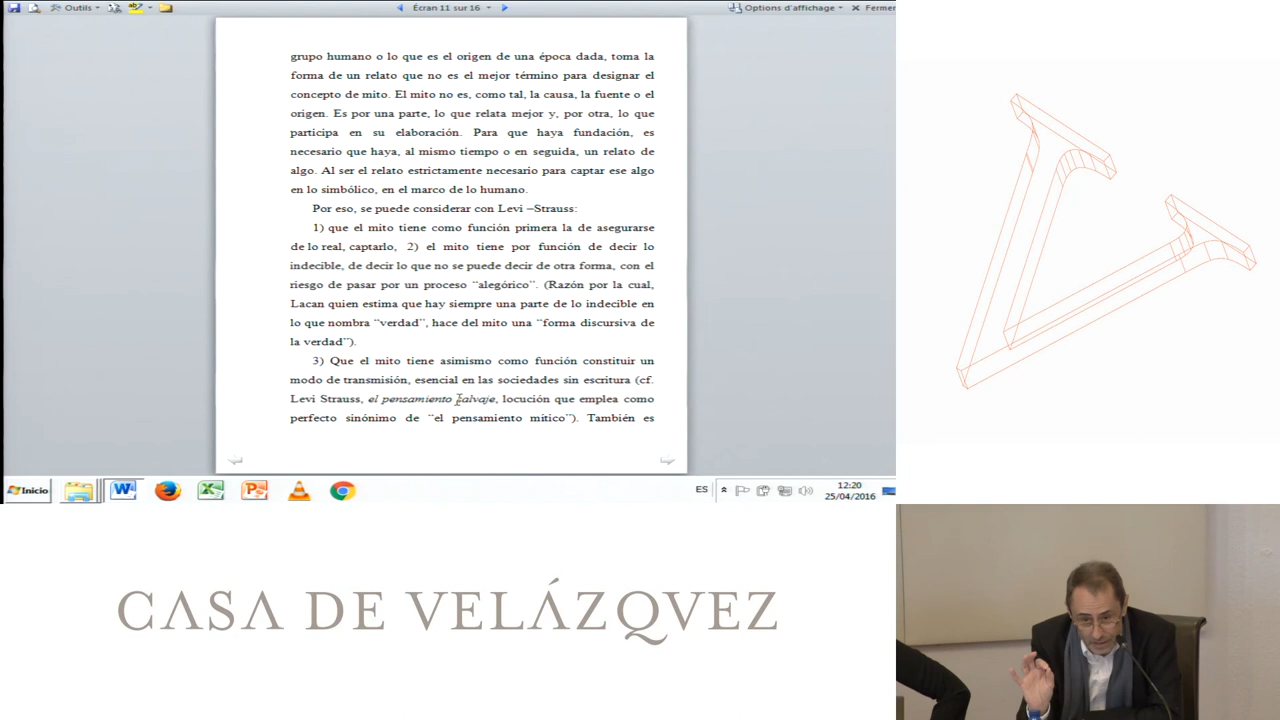 Outils
Écran 11 sur 16
Options d'affichage
Fermer
grupo humano o lo que es el origen de una época dada, toma la
forma de un relato que no es el mejor término para designar el
concepto de mito. El mito no es, como tal, la causa, la fuente o el
origen. Es por una parte, lo que relata mejor y, por otra, lo que
participa en su elaboración. Para que haya fundación, es
necesario que haya, al mismo tiempo o en seguida, un relato de
algo. Al ser el relato estrictamente necesario para captar ese algo
en lo simbólico, en el marco de lo humano.
Por eso, se puede considerar con Levi –Strauss:
1) que el mito tiene como función primera la de asegurarse
de lo real, captarlo, 2) el mito tiene por función de decir lo
indecible, de decir lo que no se puede decir de otra forma, con el
riesgo de pasar por un proceso “alegórico”. (Razón por la cual,
Lacan quien estima que hay siempre una parte de lo indecible en
lo que nombra “verdad”, hace del mito una “forma discursiva de
la verdad”).
3) Que el mito tiene asimismo como función constituir un
modo de transmisión, esencial en las sociedades sin escritura (cf.
Levi Strauss, el pensamiento salvaje, locución que emplea como
perfecto sinónimo de “el pensamiento mítico”). También es
Inicio
ES
12:20
25/04/2016
CASA DE VELÁZQVEZ